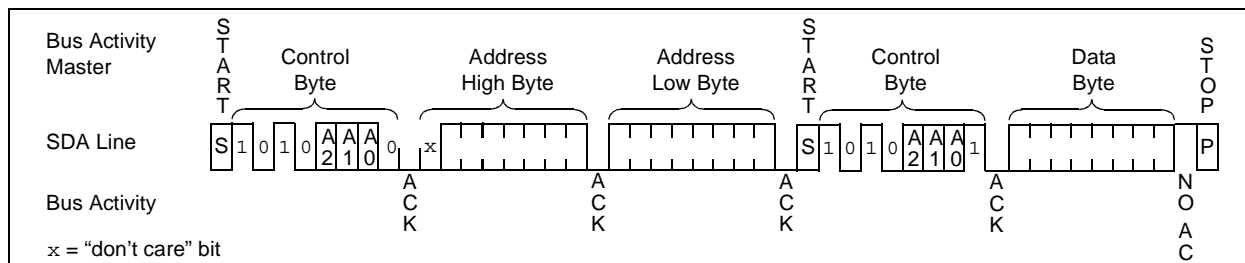 Bus Activity
Master
START
Control
Byte
Address
High Byte
Address
Low Byte
START
Control
Byte
Data
Byte
STOP
SDA Line
S 1 0 1 0 A2 A1 A0 0 x S 1 0 1 0 A2 A1 A0 1 P
Bus Activity
ACK
ACK
ACK
ACK
NO AC
x = “don’t care” bit